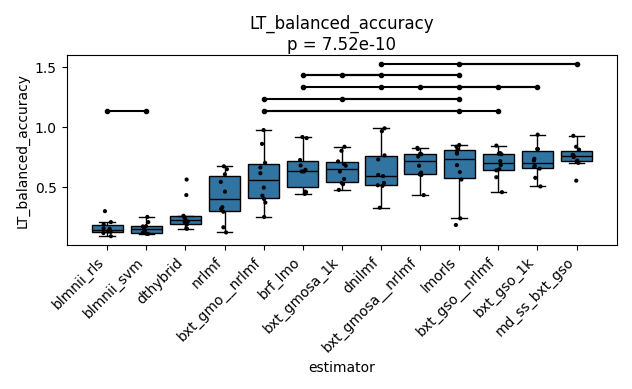 LT_balanced_accuracy
p = 7.52e-10
LT_balanced_accuracy
1.5
1.0
0.5
blmnii_rls
blmnii_svm
dthybrid
nrlmf
bxt_gmo__nrlmf
brf_lmo
bxt_gmosa_1k
dnilmf
bxt_gmosa__nrlmf
lmorls
bxt_gso__nrlmf
bxt_gso_1k
md_ss_bxt_gso
estimator